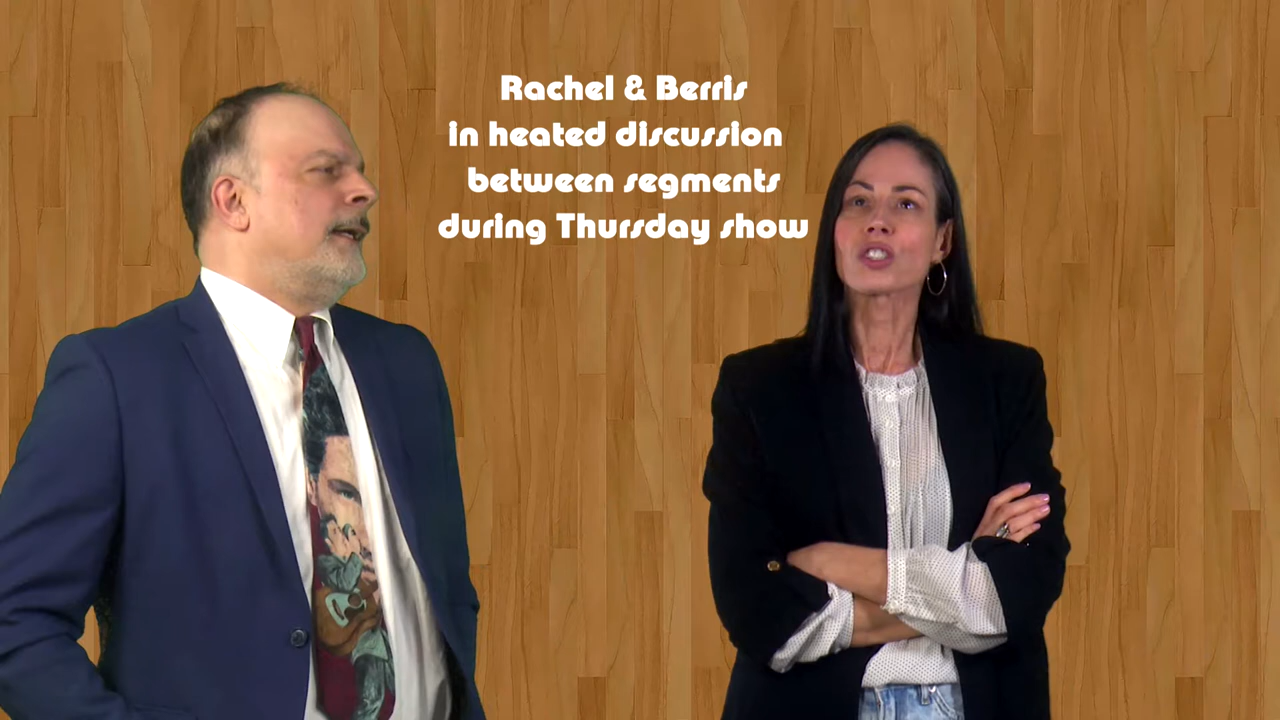 Rachel & Berris
in heated discussion
between segments
during Thursday show